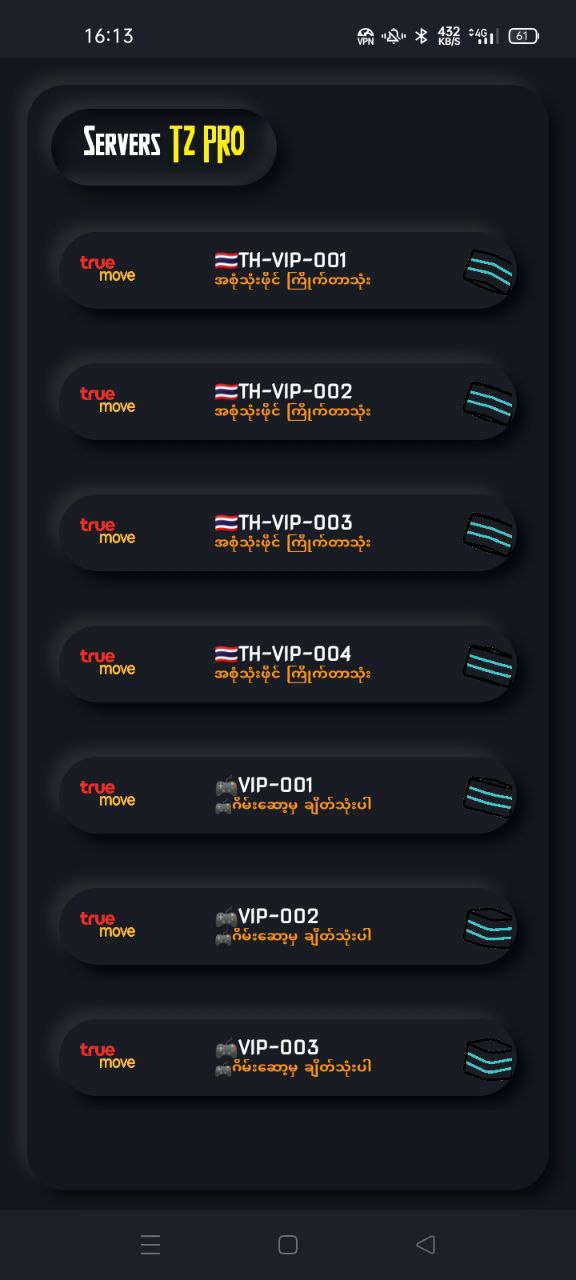 16:13
VPN
432
KB/S
4G
61
Servers TZ PRO
true
move
TH-VIP-001
အစုံသုံးဖိုင် ကြိုက်တာသုံး
true
move
TH-VIP-002
အစုံသုံးဖိုင် ကြိုက်တာသုံး
true
move
TH-VIP-003
အစုံသုံးဖိုင် ကြိုက်တာသုံး
true
move
TH-VIP-004
အစုံသုံးဖိုင် ကြိုက်တာသုံး
true
move
VIP-001
ဂိမ်းဆော့မှ ချိတ်သုံးပါ
true
move
VIP-002
ဂိမ်းဆော့မှ ချိတ်သုံးပါ
true
move
VIP-003
ဂိမ်းဆော့မှ ချိတ်သုံးပါ